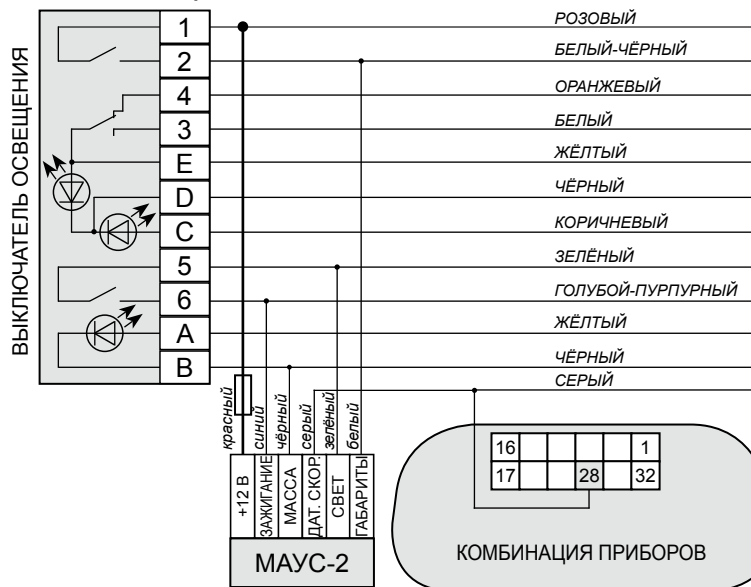 ВЫКЛЮЧАТЕЛЬ ОСВЕЩЕНИЯ
1 РОЗОВЫЙ
2 БЕЛЫЙ-ЧЁРНЫЙ
4 ОРАНЖЕВЫЙ
3 БЕЛЫЙ
E ЖЁЛТЫЙ
D ЧЁРНЫЙ
C КОРИЧНЕВЫЙ
5 ЗЕЛЁНЫЙ
6 ГОЛУБОЙ-ПУРПУРНЫЙ
A ЖЁЛТЫЙ
B ЧЁРНЫЙ
СЕРЫЙ
красный
синий
чёрный
серый
зелёный
белый
+12 В
ЗАЖИГАНИЕ
МАССА
ДАТ. СКОР.
СВЕТ
ГАБАРИТЫ
МАУС-2
16 1
17 28 32
КОМБИНАЦИЯ ПРИБОРОВ